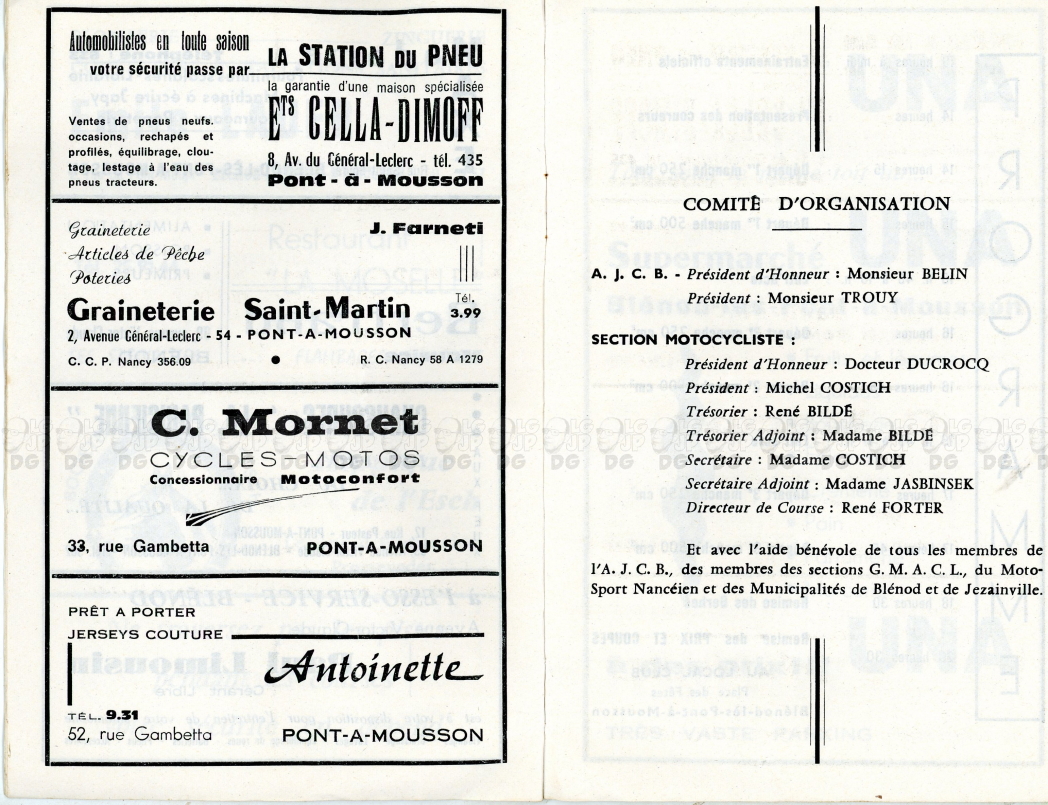 Automobilistes en toute saison
votre sécurité passe par
LA STATION DU PNEU
la garantie d'une maison spécialisée
Ets CELLA-DIMOFF
Ventes de pneus neufs.
occasions, rechapés et
profilés, équilibrage, clou-
tage, lestage à l'eau des
pneus tracteurs.
8, Av. du Général-Leclerc - tél. 435
Pont-à-Mousson
Graineterie
Articles de Pêche
Poteries
J. Farneti
Tél.
3.99
Graineterie Saint-Martin
2, Avenue Général-Leclerc - 54 - PONT-A-MOUSSON
C. C. P. Nancy 356.09 ● R. C. Nancy 58 A 1279
C. Mornet
CYCLES-MOTOS
Concessionnaire Motoconfort
33, rue Gambetta PONT-A-MOUSSON
PRÊT A PORTER
JERSEYS COUTURE
Antoinette
TÉL. 9.31
52, rue Gambetta PONT-A-MOUSSON
COMITÉ D'ORGANISATION
A. J. C. B. - Président d'Honneur : Monsieur BELIN
Président : Monsieur TROUY
SECTION MOTOCYCLISTE :
Président d'Honneur : Docteur DUCROCQ
Président : Michel COSTICH
Trésorier : René BILDÉ
Trésorier Adjoint : Madame BILDÉ
Secrétaire : Madame COSTICH
Secrétaire Adjoint : Madame JASBINSEK
Directeur de Course : René FORTER
Et avec l'aide bénévole de tous les membres de
l'A. J. C. B., des membres des sections G. M. A. C. L., du Moto-
Sport Nancéien et des Municipalités de Blénod et de Jezainville.